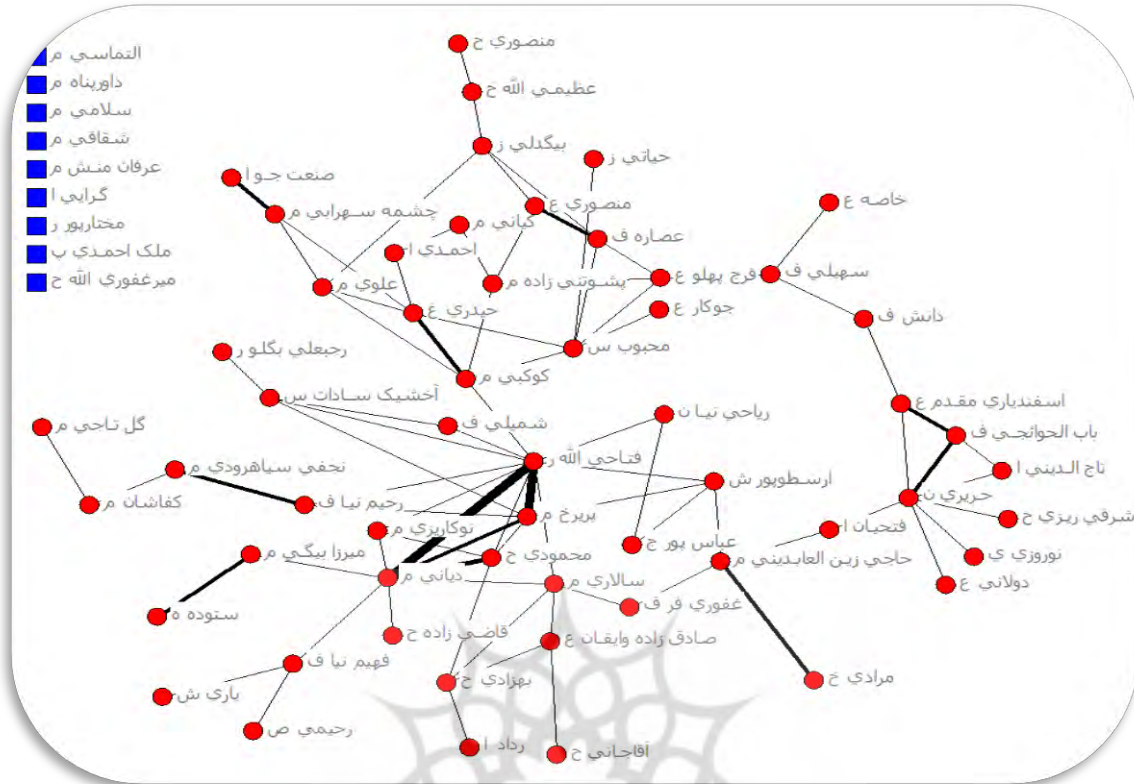 التماسي م
داورپناه م
سلامي م
شقاقي م
عرفان منش م
گرايي ا
مختارپور ر
ملک احمدي ب
ميرغفوري الله ح
منصوري ح
عظيمي الله ح
بيگدلي ز
حياتي ز
صنعت جو ا
منصوري ع
خاصه ع
چشمه سهرابي م
کياني م
عصاره ف
احمدي ا
سهيلي ف
فرج پهلو ع
پشوتني زاده م
علوي م
حيدري ع
جوکار ع
دانش ف
محبوب س
رجبعلي بگلو ر
کوکبي م
آخشيک سادات س
اسفندياري مقدم ع
رياحي نيا ن
شميلي ف
گل تاجي م
باب الحوائجي ف
فتاحي الله ر
نجفي سياهرودي م
تاج الديني ا
ارسطوپور ش
حريري ن
کفاشان م
رحيم نيا ف
پريرخ م
شرفي ريزي ح
نوکاريزي م
فتحيان ا
عباس پور ج
ميرزا بيگي م
محمودي ح
حاجي زين العابديني م
نوروزي ي
دياني م
سالاري م
دولاني ع
غفوري فر ف
ستوده ه
قاضي زاده ح
صادق زاده وايقان ع
فهيم نيا ف
بهزادي ح
مرادي خ
ياري ش
رحيمي ص
رداد ا
آقاجاني ح